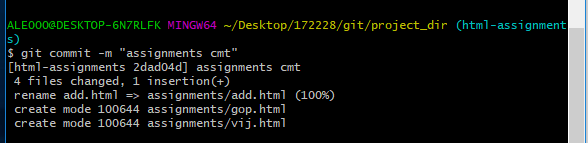 ALEOOO@DESKTOP-6N7RLFK MINGW64 ~/Desktop/172228/git/project_dir (html-assignment
s)
$ git commit -m "assignments cmt"
[html-assignments 2dad04d] assignments cmt
 4 files changed, 1 insertion(+)
 rename add.html => assignments/add.html (100%)
 create mode 100644 assignments/gop.html
 create mode 100644 assignments/vij.html